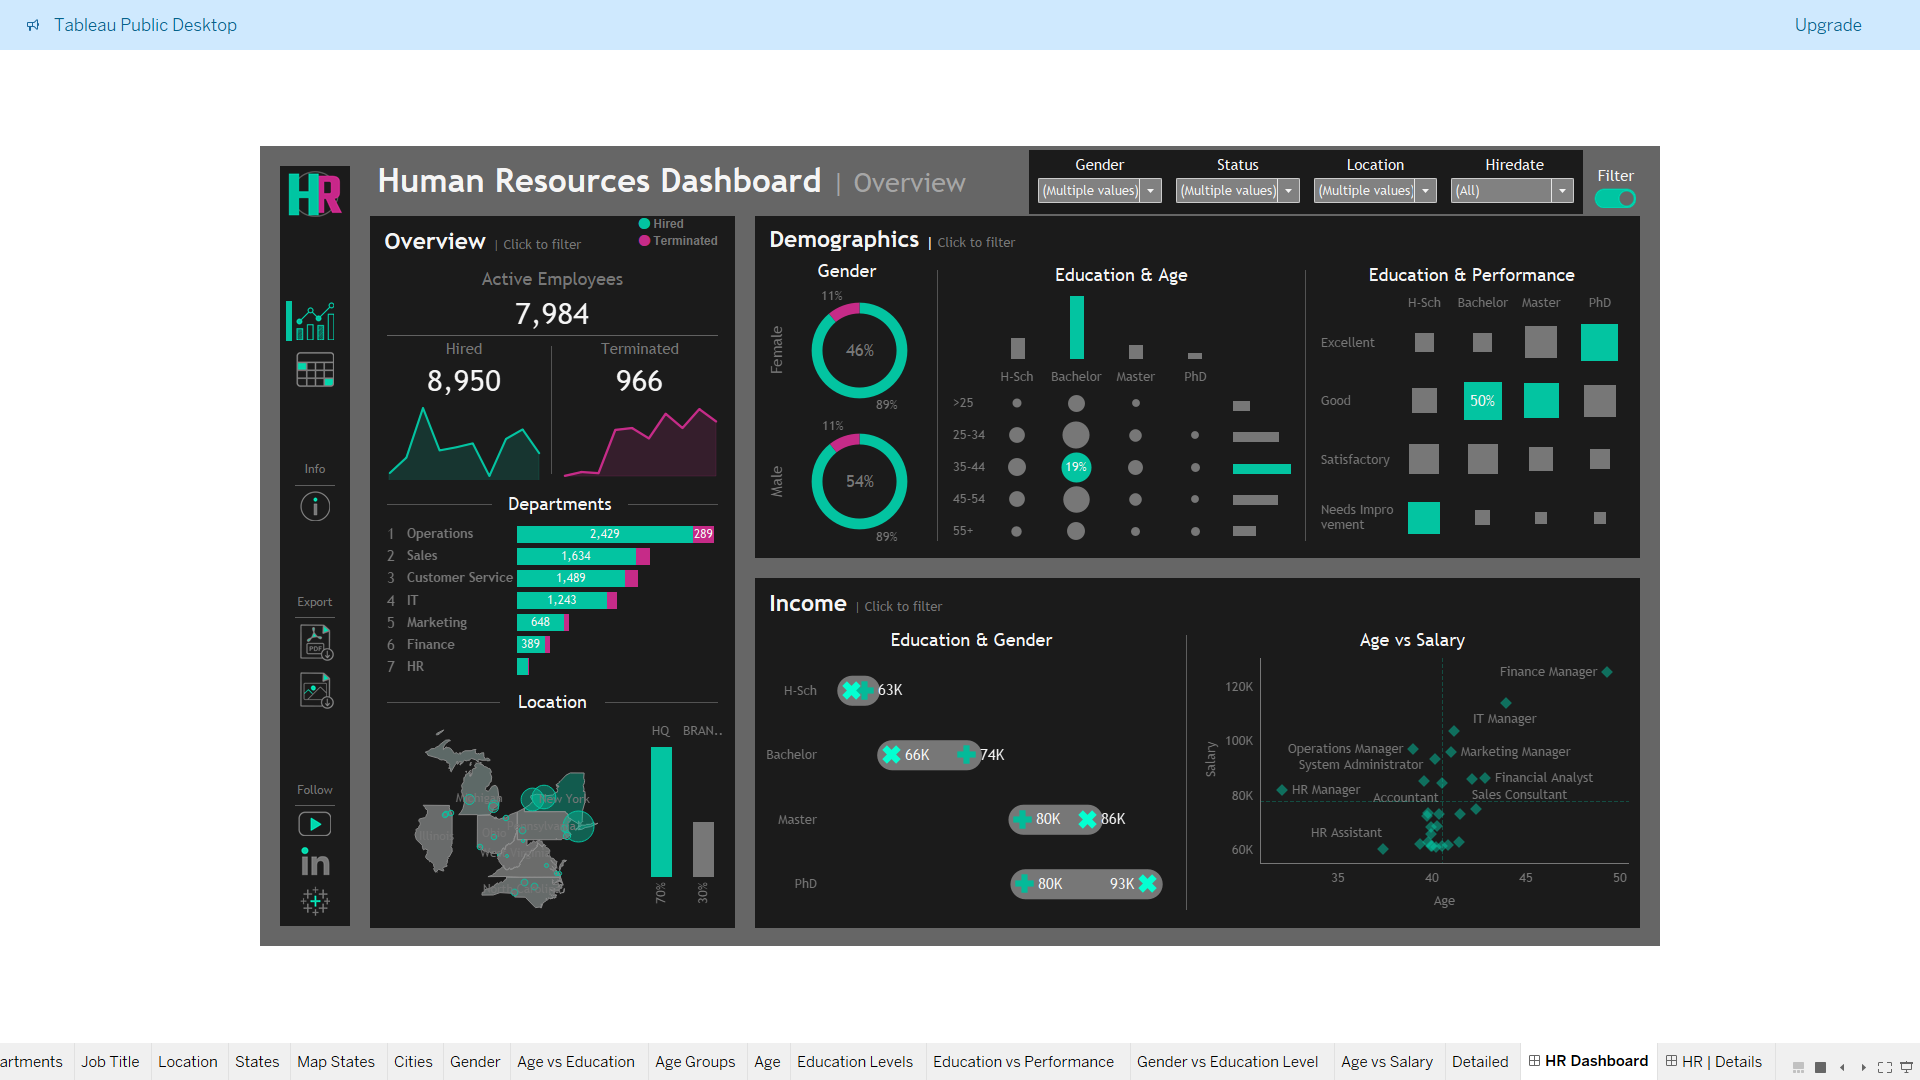 Tableau Public Desktop
Upgrade
HR
Human Resources Dashboard | Overview
Gender
Status
Location
Hiredate
(Multiple values)
(Multiple values)
(Multiple values)
(All)
Filter
Overview | Click to filter
Hired
Terminated
Active Employees
7,984
Hired
8,950
Terminated
966
Departments
1 Operations 2,429 289
2 Sales 1,634
3 Customer Service 1,489
4 IT 1,243
5 Marketing 648
6 Finance 389
7 HR
Location
HQ
BRAN..
70%
30%
Michigan
New York
Illinois
Ohio
Pennsylvania
Info
Export
PDF
Follow
in
Demographics | Click to filter
Gender
Female
11%
46%
89%
Male
11%
54%
89%
Education & Age
H-Sch
Bachelor
Master
PhD
>25
25-34
35-44
19%
45-54
55+
Education & Performance
H-Sch
Bachelor
Master
PhD
Excellent
Good
50%
Satisfactory
Needs Impro
vement
Income | Click to filter
Education & Gender
H-Sch 63K
Bachelor 66K 74K
Master 80K 86K
PhD 80K 93K
Age vs Salary
Salary
120K
100K
80K
60K
Finance Manager
IT Manager
Operations Manager
Marketing Manager
System Administrator
Financial Analyst
HR Manager
Accountant
Sales Consultant
HR Assistant
35
40
45
50
Age
artments
Job Title
Location
States
Map States
Cities
Gender
Age vs Education
Age Groups
Age
Education Levels
Education vs Performance
Gender vs Education Level
Age vs Salary
Detailed
HR Dashboard
HR | Details